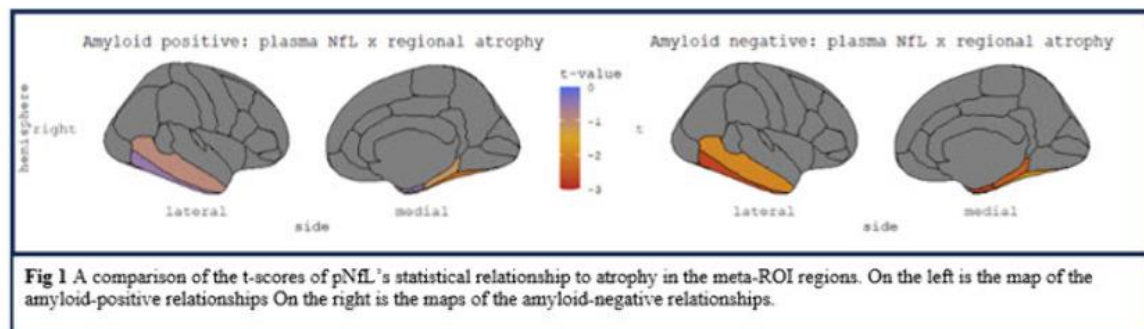 Amyloid positive: plasma NfL x regional atrophy
Amyloid negative: plasma NfL x regional atrophy
hemisphere
right
t-value
0
-1
-2
-3
t
lateral
medial
lateral
medial
side
side
Fig 1 A comparison of the t-scores of pNfL's statistical relationship to atrophy in the meta-ROI regions. On the left is the map of the
amyloid-positive relationships On the right is the maps of the amyloid-negative relationships.